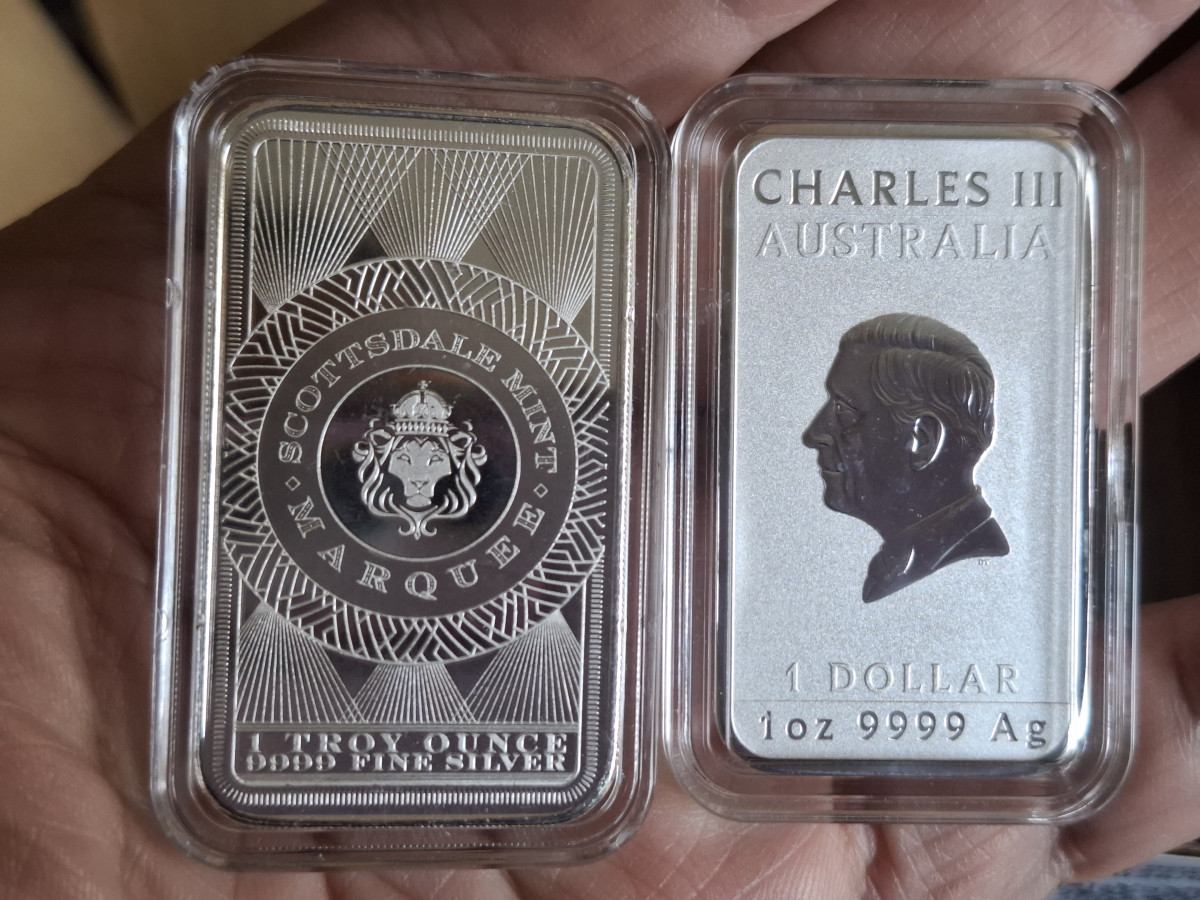 SCOTTSDALE MINT
MARQUEE
1 TROY OUNCE
9999 FINE SILVER
CHARLES III
AUSTRALIA
1 DOLLAR
1oz 9999 Ag